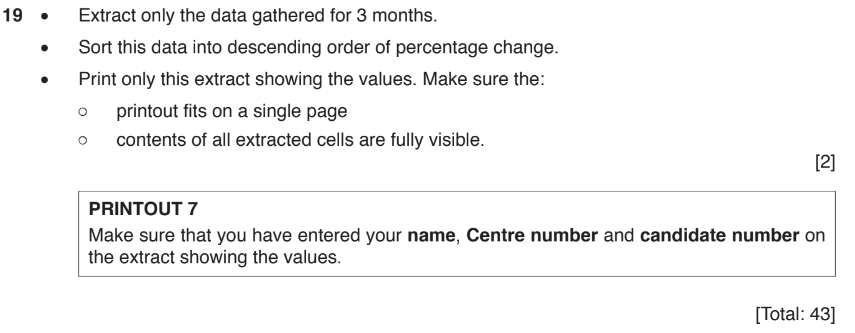 19 • Extract only the data gathered for 3 months.
• Sort this data into descending order of percentage change.
• Print only this extract showing the values. Make sure the:
○ printout fits on a single page
○ contents of all extracted cells are fully visible.
[2]
PRINTOUT 7
Make sure that you have entered your name, Centre number and candidate number on
the extract showing the values.
[Total: 43]